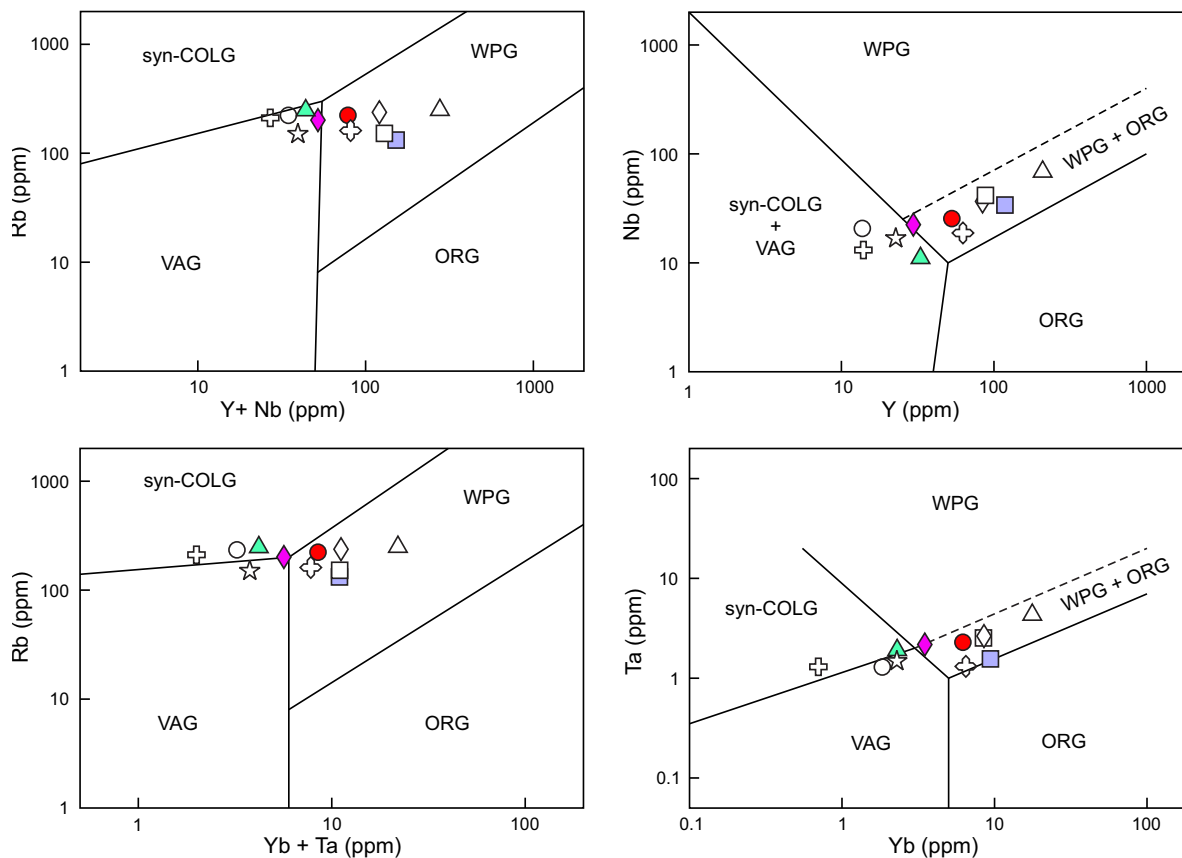 1000
100
10
1
Rb (ppm)
syn-COLG
WPG
VAG
ORG
10
100
1000
Y+ Nb (ppm)
1000
100
10
1
Nb (ppm)
WPG
WPG + ORG
syn-COLG
+
VAG
ORG
1
10
100
1000
Y (ppm)
1000
100
10
1
Rb (ppm)
syn-COLG
WPG
VAG
ORG
1
10
100
Yb + Ta (ppm)
100
10
1
0.1
Ta (ppm)
WPG
WPG + ORG
syn-COLG
VAG
ORG
0.1
1
10
100
Yb (ppm)